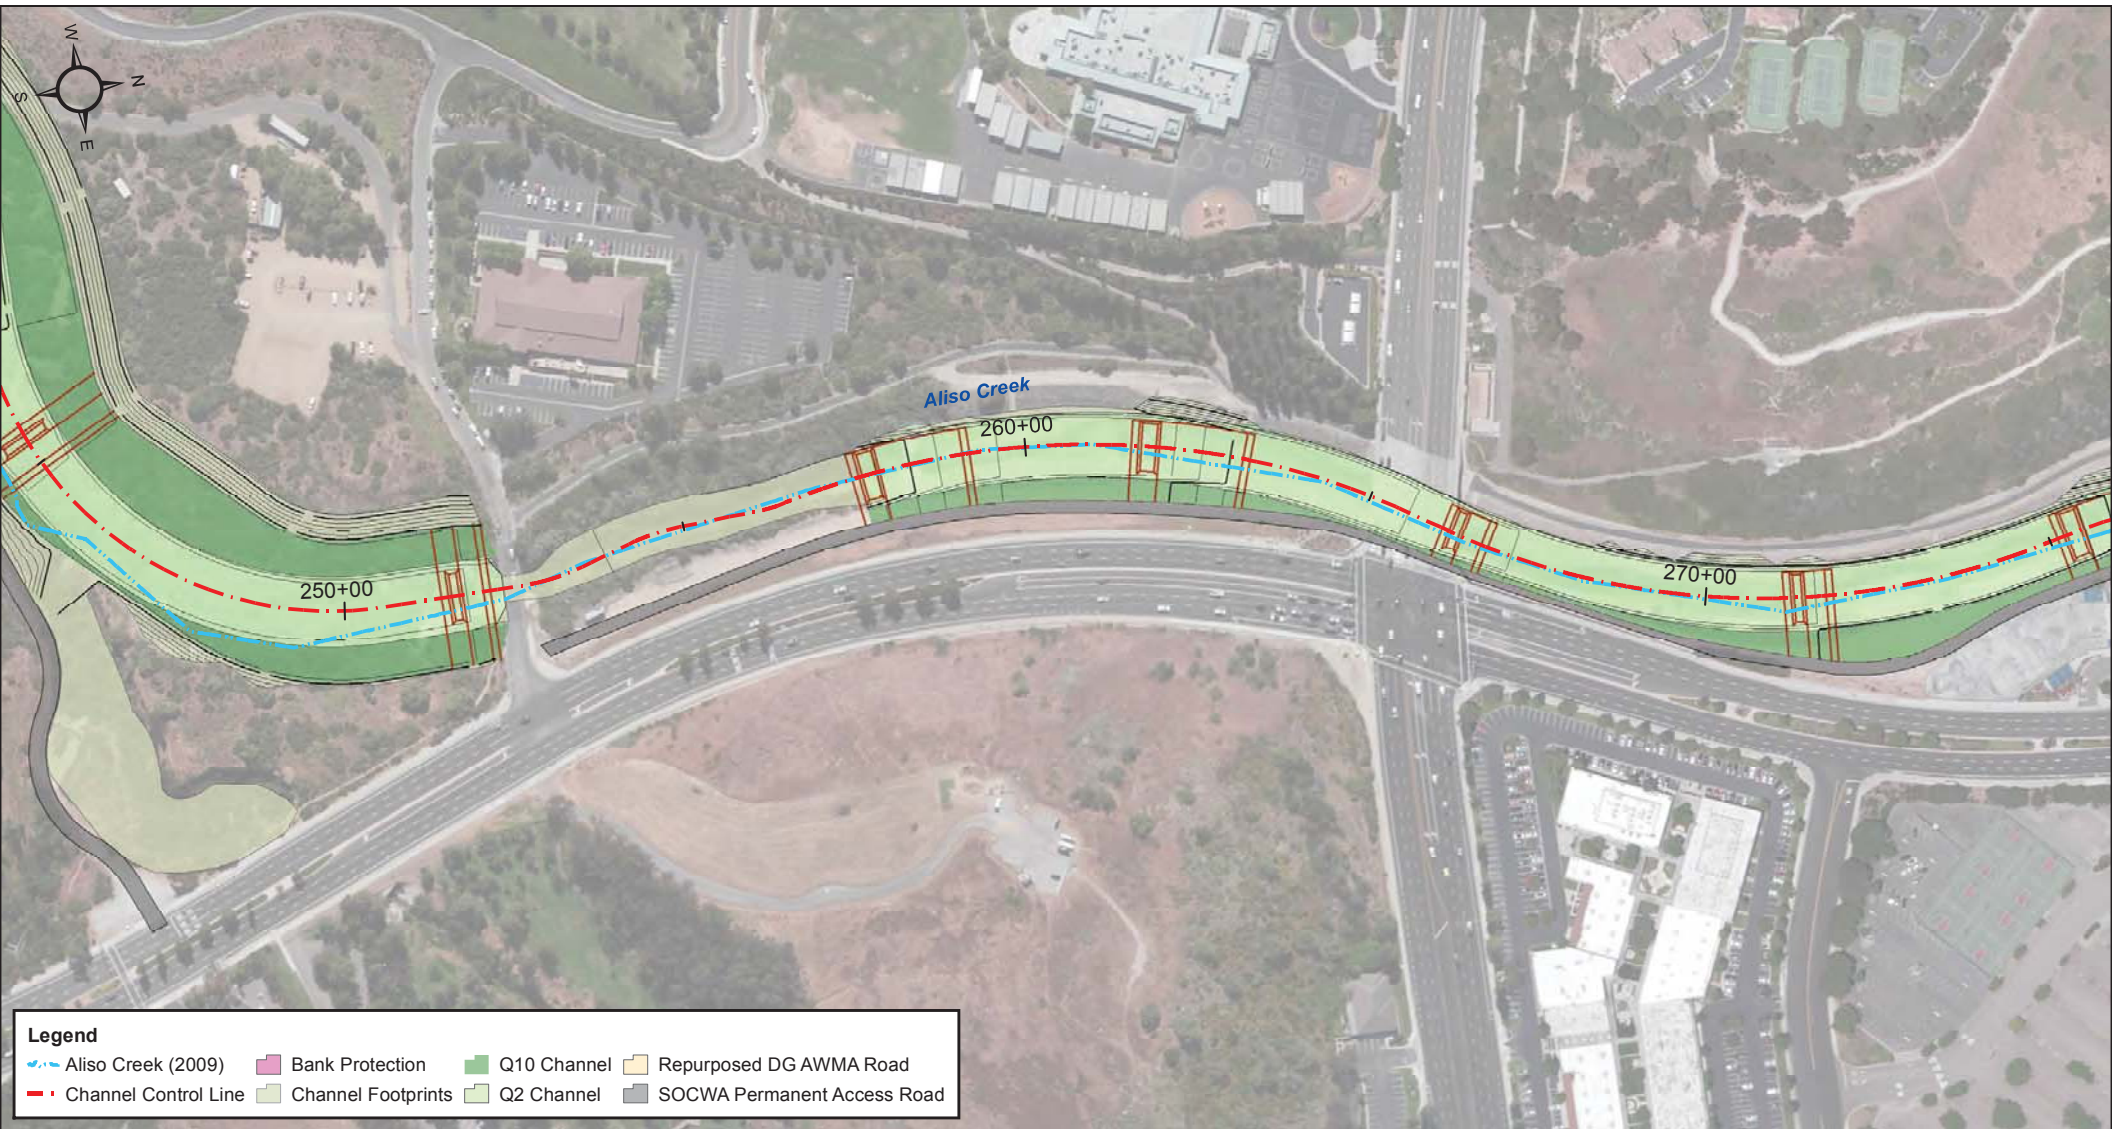 W
N
S
E
Aliso Creek
260+00
250+00
270+00
Legend
Aliso Creek (2009)
Bank Protection
Q10 Channel
Repurposed DG AWMA Road
Channel Control Line
Channel Footprints
Q2 Channel
SOCWA Permanent Access Road